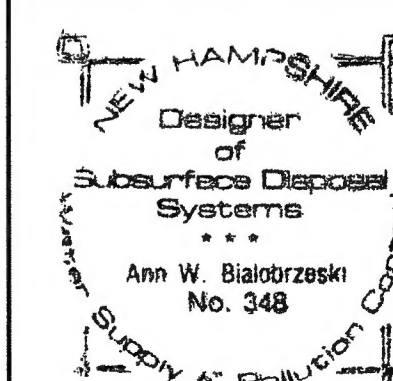 NEW HAMPSHIRE
Designer
of
Subsurface Disposal
Systems
* * *
Ann W. Bialobrzeski
No. 348
Supply & Pollution